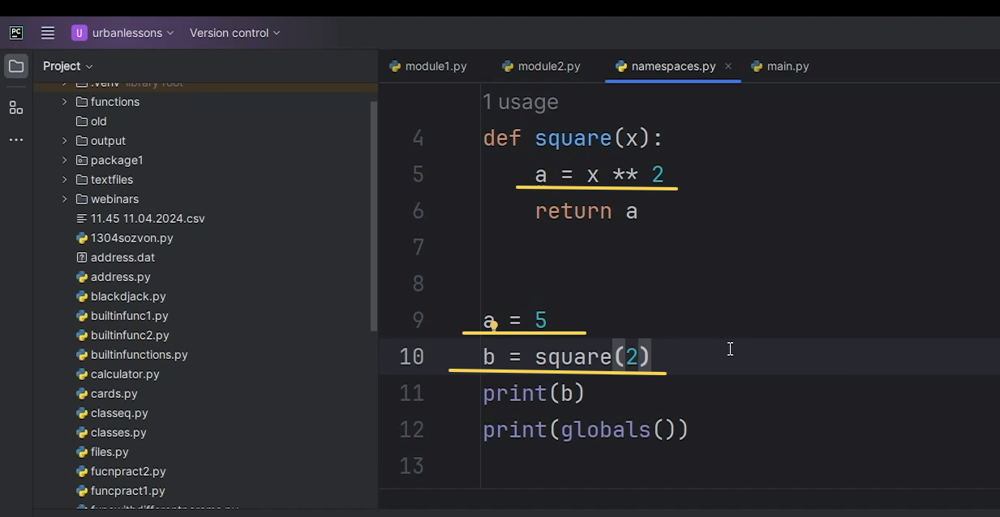 PC
U urbanlessons Version control
Project
module1.py module2.py namespaces.py main.py
.venv library root
functions
old
output
package1
textfiles
webinars
11.45 11.04.2024.csv
1304sozvon.py
address.dat
address.py
blackdjack.py
builtinfunc1.py
builtinfunc2.py
builtinfunctions.py
calculator.py
cards.py
classeq.py
classes.py
files.py
fucnpract2.py
funcpract1.py
1 usage
4 def square(x):
5 a = x ** 2
6 return a
7
8
9 a = 5
10 b = square(2)
11 print(b)
12 print(globals())
13